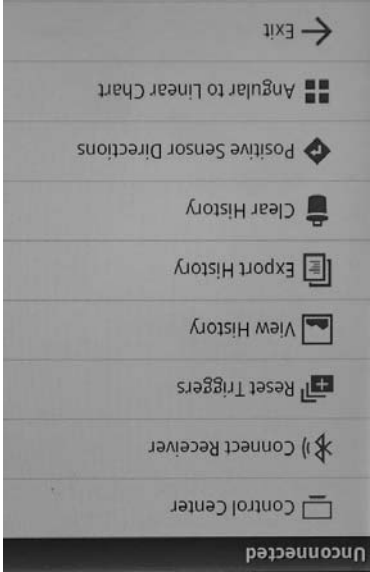 Unconnected
Control Center
Connect Receiver
Reset Triggers
View History
Export History
Clear History
Positive Sensor Directions
Angular to Linear Chart
Exit